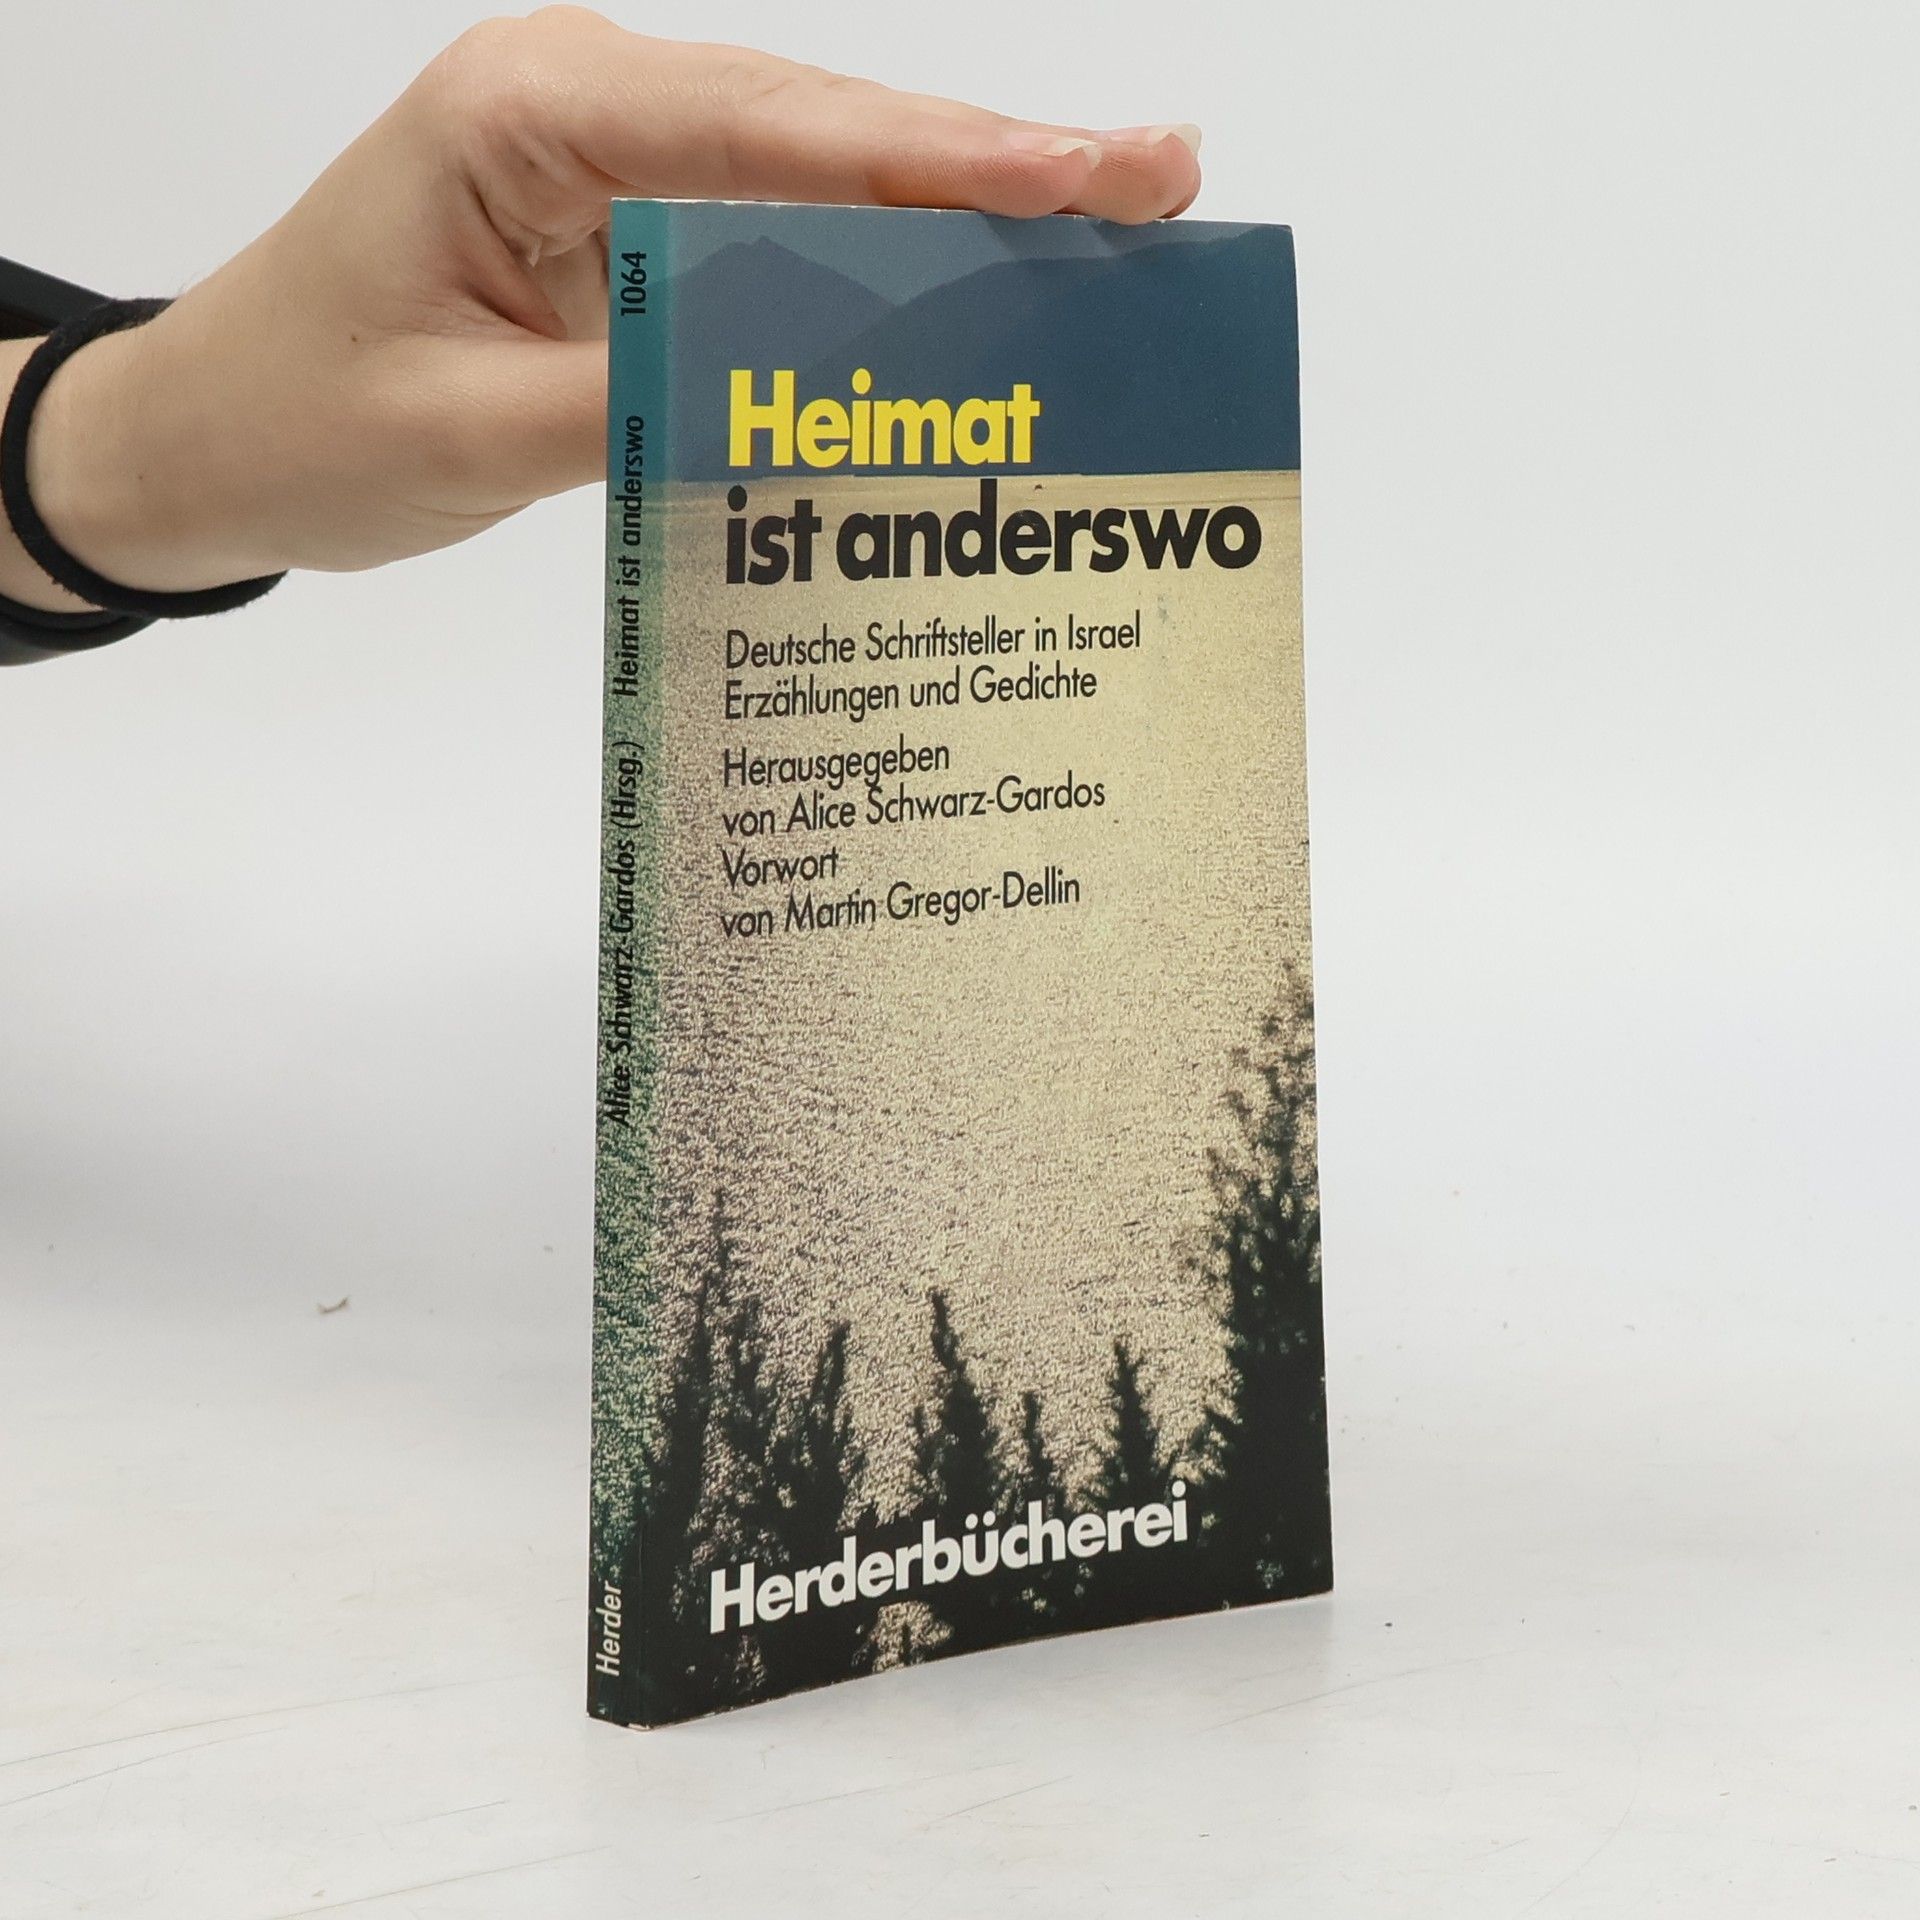 Heimat
ist anderswo
Deutsche Schriftsteller in Israel
Erzählungen und Gedichte
Herausgegeben
von Alice Schwarz-Gardos
Vorwort
von Martin Gregor-Dellin
Herderbücherei
Herder
Alice Schwarz-Gardos (Hrsg.) Heimat ist anderswo
1064